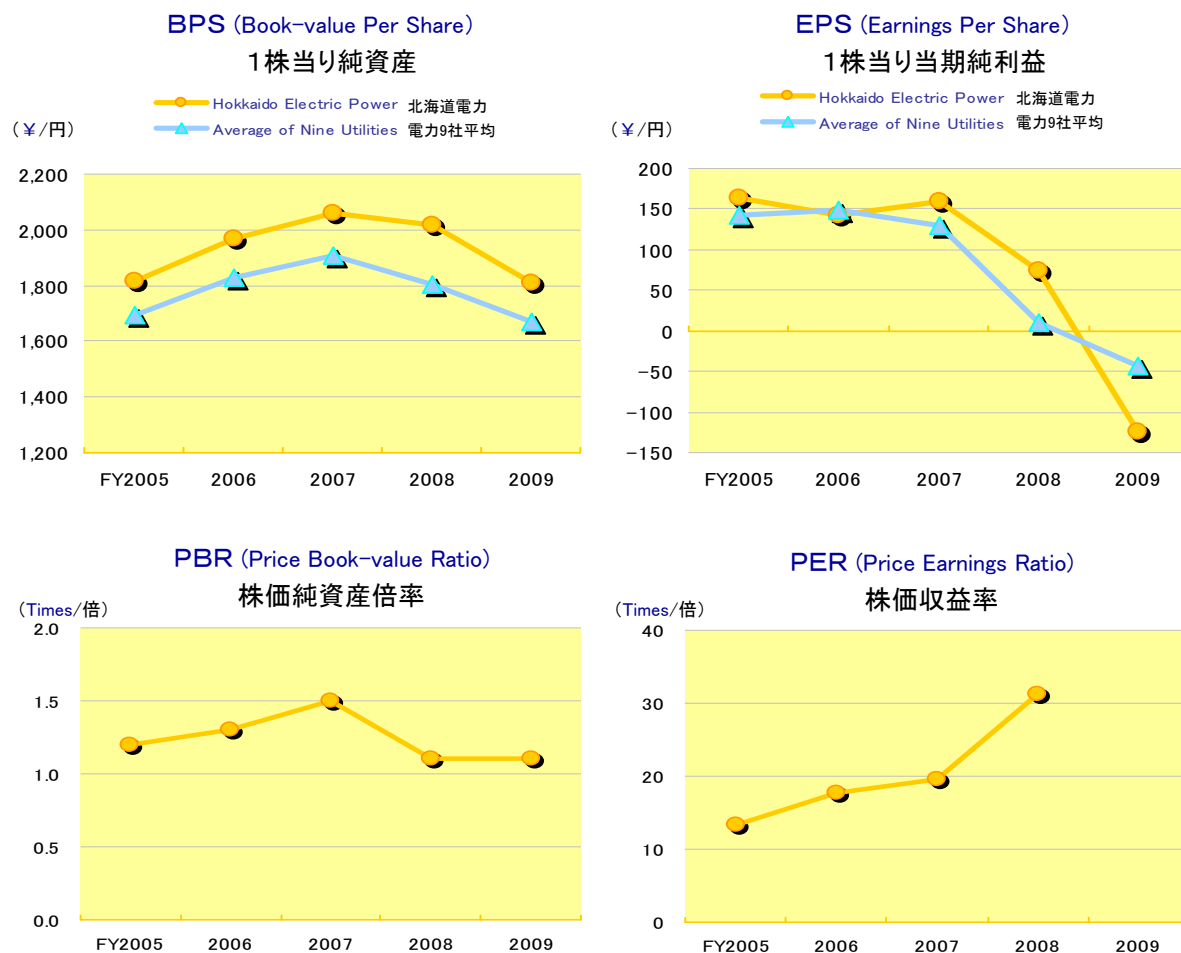 BPS (Book-value Per Share)
1株当り純資産
Hokkaido Electric Power 北海道電力
Average of Nine Utilities 電力9社平均
(¥/円)
2,200
2,000
1,800
1,600
1,400
1,200
FY2005 2006 2007 2008 2009
EPS (Earnings Per Share)
1株当り当期純利益
Hokkaido Electric Power 北海道電力
Average of Nine Utilities 電力9社平均
(¥/円)
200
150
100
50
0
-50
-100
-150
FY2005 2006 2007 2008 2009
PBR (Price Book-value Ratio)
株価純資産倍率
(Times/倍)
2.0
1.5
1.0
0.5
0.0
FY2005 2006 2007 2008 2009
PER (Price Earnings Ratio)
株価収益率
(Times/倍)
40
30
20
10
0
FY2005 2006 2007 2008 2009